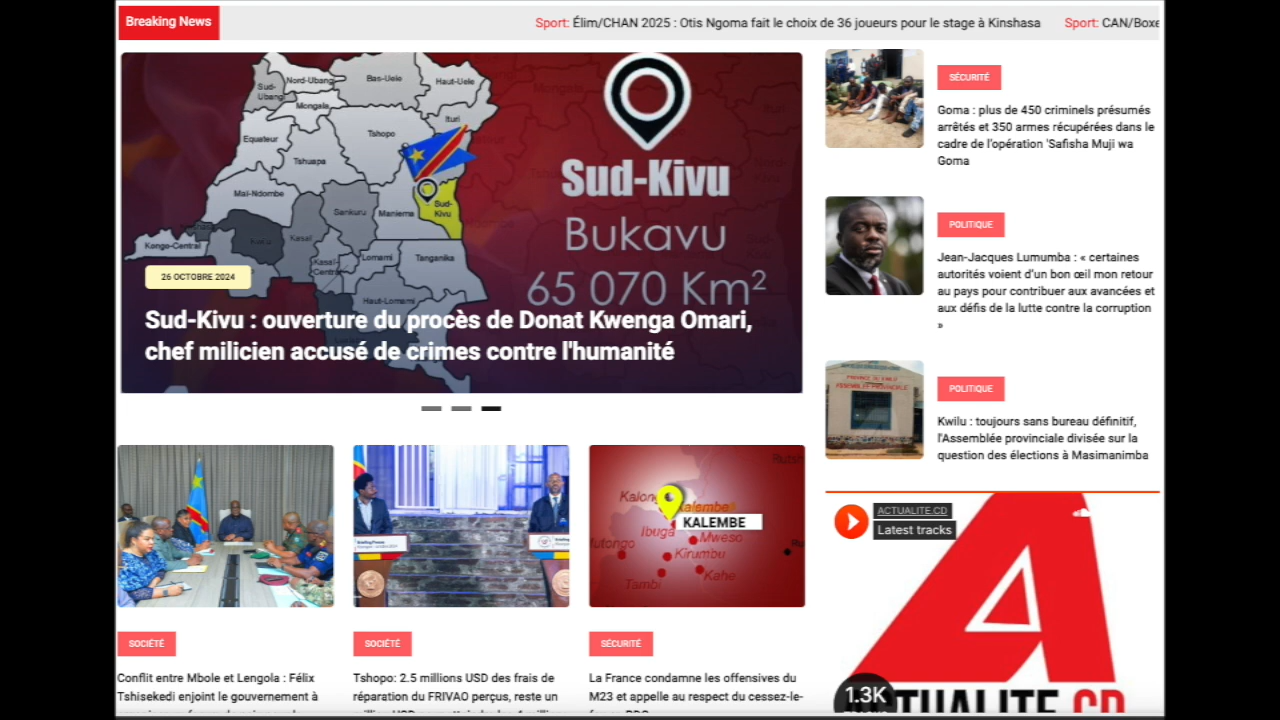 Breaking News
Sport: Élim/CHAN 2025 : Otis Ngoma fait le choix de 36 joueurs pour le stage à Kinshasa Sport: CAN/Boxe
Nord-Ubangi
Bas-Uele
Haut-Uele
Sud-
Ubangi
Mongala
Ituri
Equateur
Tshopo
Tshuapa
Mai-Ndombe
Sankuru
Maniema
Sud-
Kivu
Kongo-Central
Kasai
Lomami
Tanganika
Kasai-
Central
Haut-Lomami
Sud-Kivu
Bukavu
65 070 Km²
26 OCTOBRE 2024
Sud-Kivu : ouverture du procès de Donat Kwenga Omari,
chef milicien accusé de crimes contre l'humanité
SÉCURITÉ
Goma : plus de 450 criminels présumés
arrêtés et 350 armes récupérées dans le
cadre de l'opération 'Safisha Muji wa
Goma
POLITIQUE
Jean-Jacques Lumumba : « certaines
autorités voient d'un bon œil mon retour
au pays pour contribuer aux avancées et
aux défis de la lutte contre la corruption
»
POLITIQUE
Kwilu : toujours sans bureau définitif,
l'Assemblée provinciale divisée sur la
question des élections à Masimanimba
SOCIÉTÉ
Conflit entre Mbole et Lengola : Félix
Tshisekedi enjoint le gouvernement à
SOCIÉTÉ
Tshopo: 2.5 millions USD des frais de
réparation du FRIVAO perçus, reste un
Kalembe
KALEMBE
Ibuga
Mweso
Kirumbu
Tambi
Kahe
SÉCURITÉ
La France condamne les offensives du
M23 et appelle au respect du cessez-le-
ACTUALITE.CD
Latest tracks
1.3K
ACTUALITE.CD